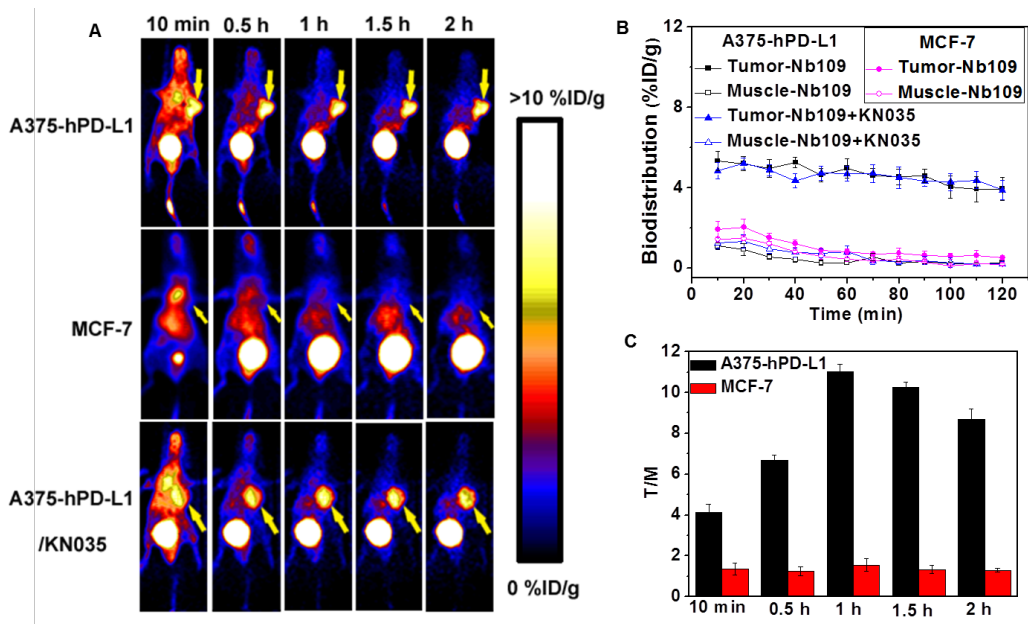 A
10 min 0.5 h 1 h 1.5 h 2 h
A375-hPD-L1
MCF-7
A375-hPD-L1
/KN035
>10 %ID/g
0 %ID/g
B
Biodistribution (%ID/g)
12
8
4
0
A375-hPD-L1
Tumor-Nb109
Muscle-Nb109
Tumor-Nb109+KN035
Muscle-Nb109+KN035
MCF-7
Tumor-Nb109
Muscle-Nb109
0 20 40 60 80 100 120
Time (min)
C
T/M
12
10
8
6
4
2
0
A375-hPD-L1
MCF-7
10 min 0.5 h 1 h 1.5 h 2 h